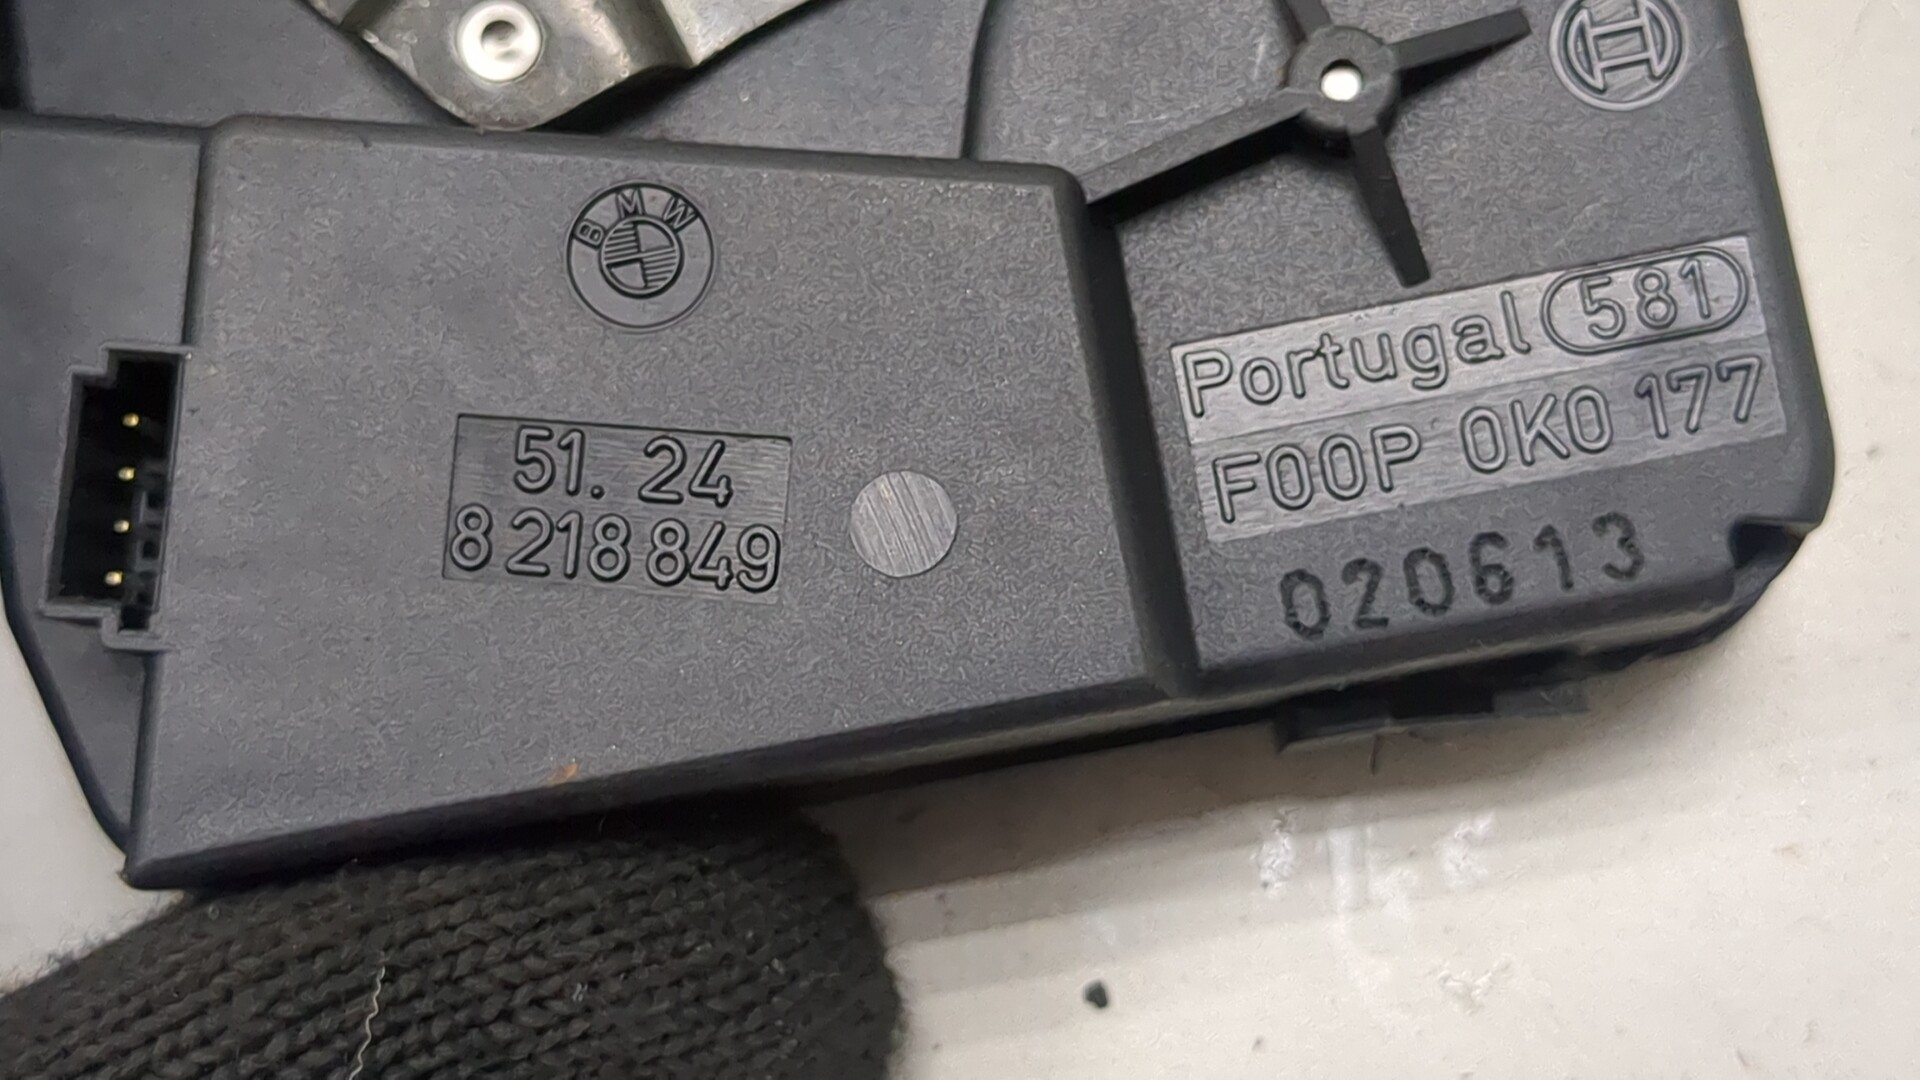 BMW
51. 24
8 218 849
Portugal 581
F00P 0K0 177
020613